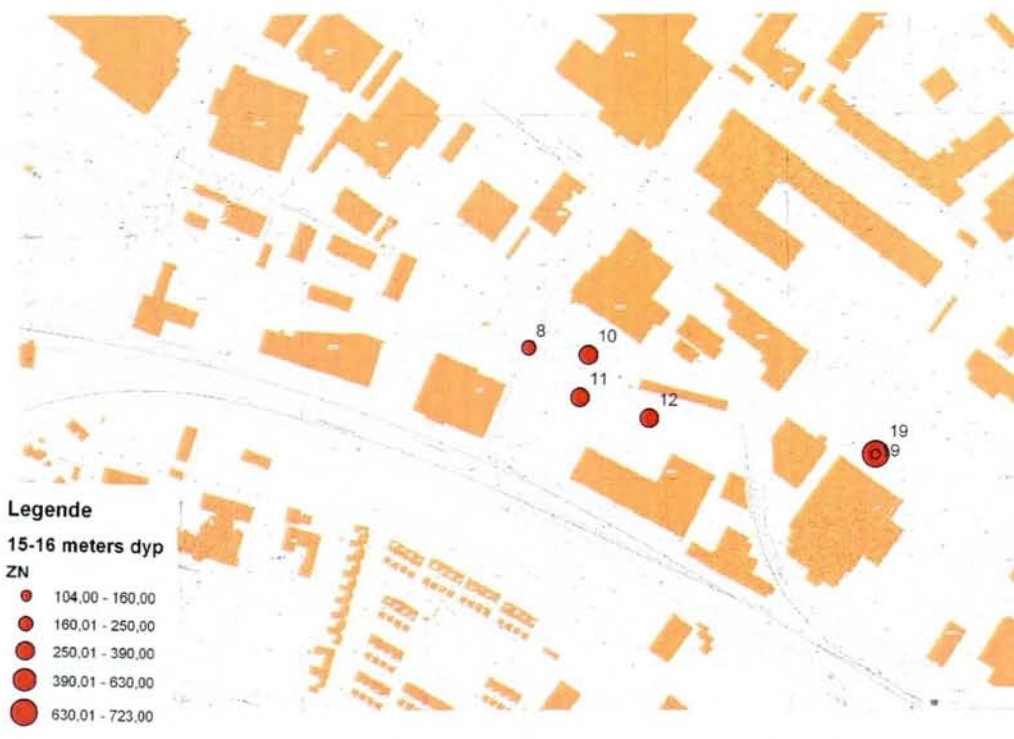 8
10
11
12
19
19
Legende
15-16 meters dyp
ZN
104,00 - 160,00
160,01 - 250,00
250,01 - 390,00
390,01 - 630,00
630,01 - 723,00